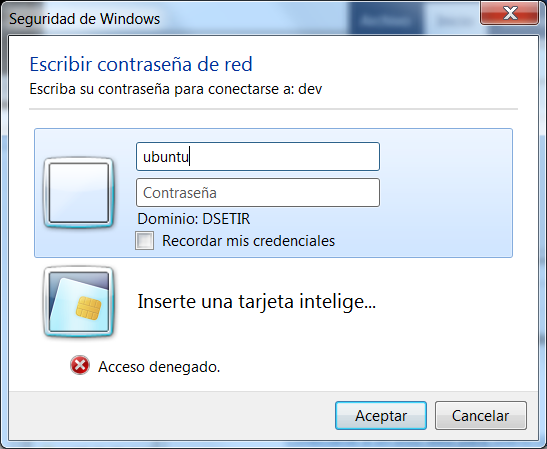 Seguridad de Windows
Escribir contraseña de red
Escriba su contraseña para conectarse a: dev
ubuntu
Contraseña
Dominio: DSETIR
Recordar mis credenciales
Inserte una tarjeta intelige...
Acceso denegado.
Aceptar
Cancelar